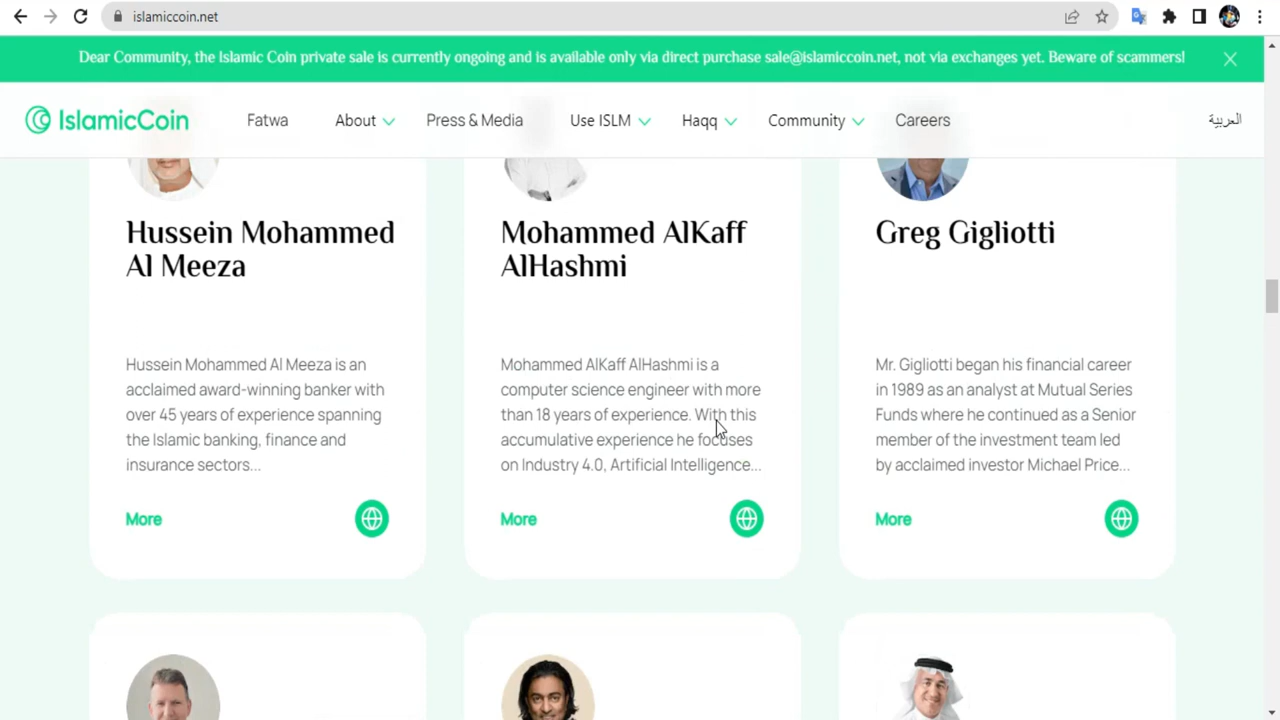 islamiccoin.net
Dear Community, the Islamic Coin private sale is currently ongoing and is available only via direct purchase sale@islamiccoin.net, not via exchanges yet. Beware of scammers!
IslamicCoin
Fatwa
About
Press & Media
Use ISLM
Haqq
Community
Careers
العربية
Hussein Mohammed
Al Meeza
Hussein Mohammed Al Meeza is an
acclaimed award-winning banker with
over 45 years of experience spanning
the Islamic banking, finance and
insurance sectors...
More
Mohammed AlKaff
AlHashmi
Mohammed AlKaff AlHashmi is a
computer science engineer with more
than 18 years of experience. With this
accumulative experience he focuses
on Industry 4.0, Artificial Intelligence...
More
Greg Gigliotti
Mr. Gigliotti began his financial career
in 1989 as an analyst at Mutual Series
Funds where he continued as a Senior
member of the investment team led
by acclaimed investor Michael Price...
More